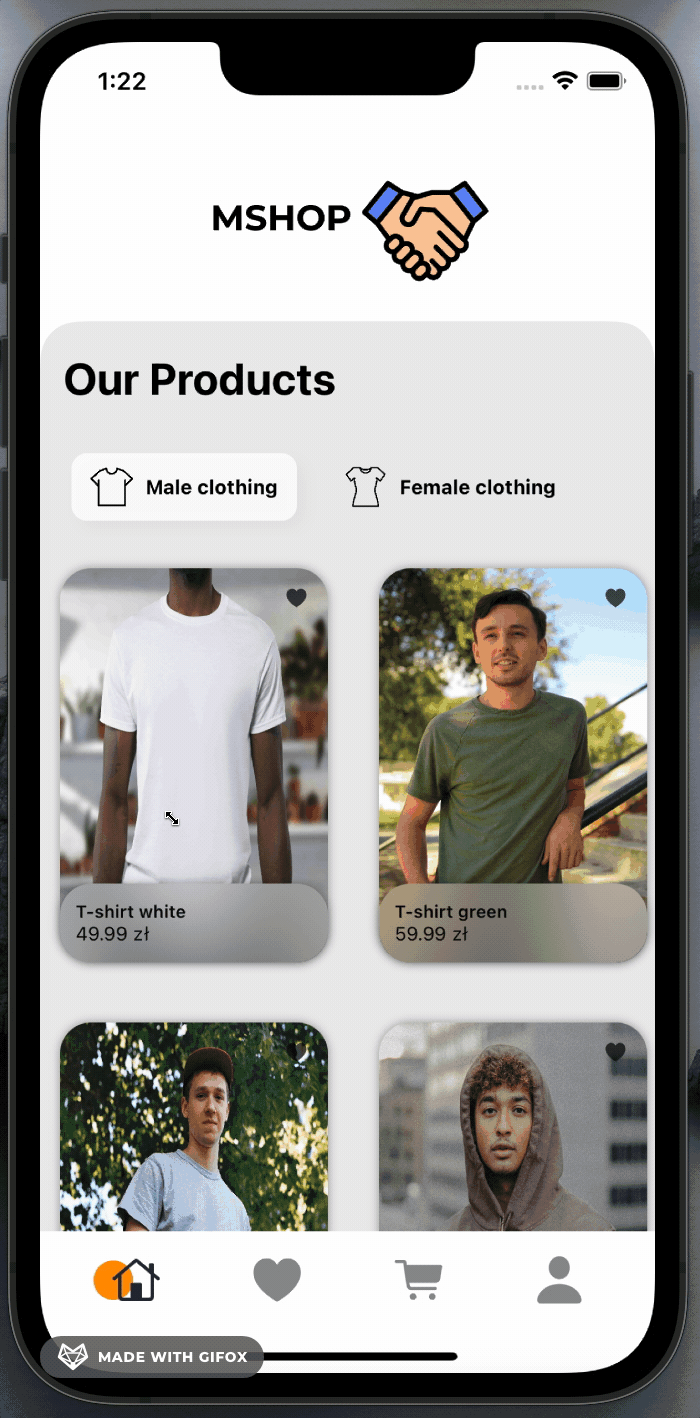 1:22
MSHOP
Our Products
Male clothing
Female clothing
T-shirt white
49.99 zł
T-shirt green
59.99 zł
MADE WITH GIFOX